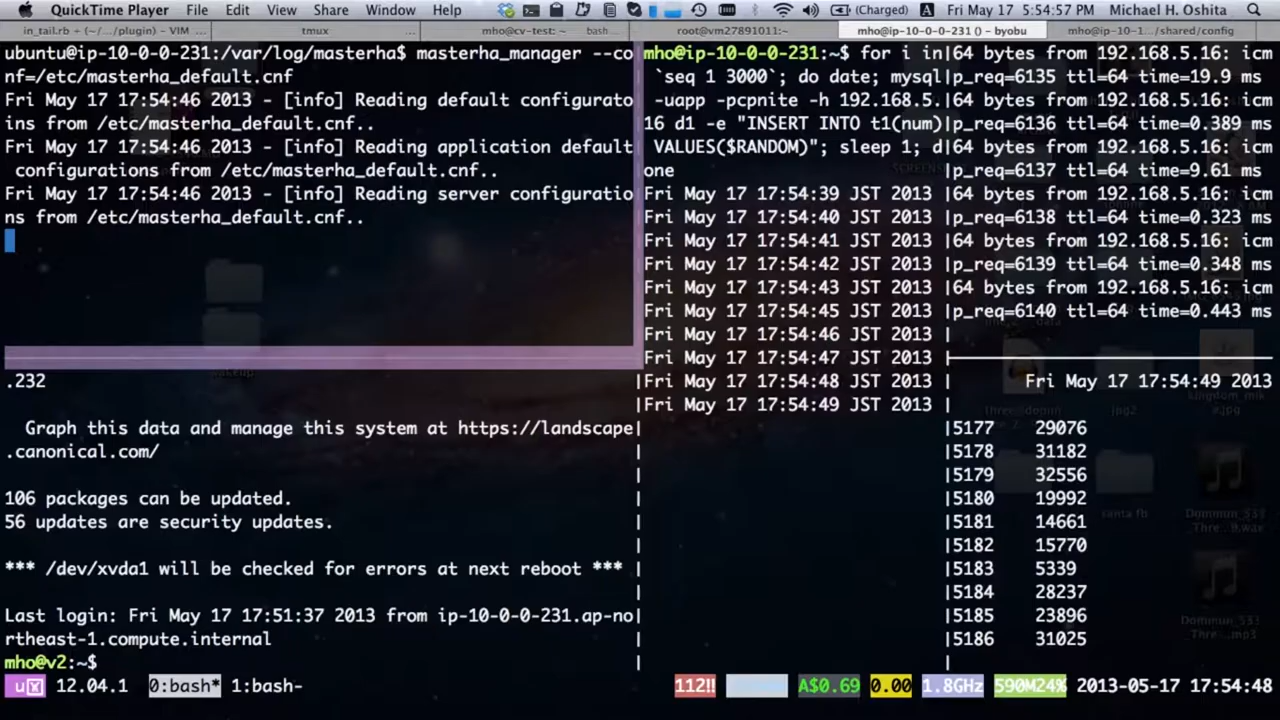 QuickTime Player File Edit View Share Window Help (Charged) Fri May 17 5:54:57 PM Michael H. Oshita
in_tail.rb + (~/.../plugin) – VIM ... tmux ... mho@cv-test: ~ bash ... root@vm27891011:~ mho@ip-10-0-0-231 () – byobu mho@ip-10-1.../shared/config
ubuntu@ip-10-0-0-231:/var/log/masterha$ masterha_manager --co
nf=/etc/masterha_default.cnf
Fri May 17 17:54:46 2013 - [info] Reading default configurato
ins from /etc/masterha_default.cnf..
Fri May 17 17:54:46 2013 - [info] Reading application default
configurations from /etc/masterha_default.cnf..
Fri May 17 17:54:46 2013 - [info] Reading server configuratio
ns from /etc/masterha_default.cnf..
.232
Graph this data and manage this system at https://landscape
.canonical.com/
106 packages can be updated.
56 updates are security updates.
*** /dev/xvda1 will be checked for errors at next reboot ***
Last login: Fri May 17 17:51:37 2013 from ip-10-0-0-231.ap-no
rtheast-1.compute.internal
mho@v2:~$
mho@ip-10-0-0-231:~$ for i in
`seq 1 3000`; do date; mysql
-uapp -pcpnite -h 192.168.5.
16 d1 -e "INSERT INTO t1(num)
VALUES($RANDOM)"; sleep 1; d
one
Fri May 17 17:54:39 JST 2013
Fri May 17 17:54:40 JST 2013
Fri May 17 17:54:41 JST 2013
Fri May 17 17:54:42 JST 2013
Fri May 17 17:54:43 JST 2013
Fri May 17 17:54:45 JST 2013
Fri May 17 17:54:46 JST 2013
Fri May 17 17:54:47 JST 2013
Fri May 17 17:54:48 JST 2013
Fri May 17 17:54:49 JST 2013
64 bytes from 192.168.5.16: icm
p_req=6135 ttl=64 time=19.9 ms
64 bytes from 192.168.5.16: icm
p_req=6136 ttl=64 time=0.389 ms
64 bytes from 192.168.5.16: icm
p_req=6137 ttl=64 time=9.61 ms
64 bytes from 192.168.5.16: icm
p_req=6138 ttl=64 time=0.323 ms
64 bytes from 192.168.5.16: icm
p_req=6139 ttl=64 time=0.348 ms
64 bytes from 192.168.5.16: icm
p_req=6140 ttl=64 time=0.443 ms
Fri May 17 17:54:49 2013
5177 29076
5178 31182
5179 32556
5180 19992
5181 14661
5182 15770
5183 5339
5184 28237
5185 23896
5186 31025
u 12.04.1 0:bash* 1:bash- 112!! A$0.69 0.00 1.8GHz 590M24% 2013-05-17 17:54:48